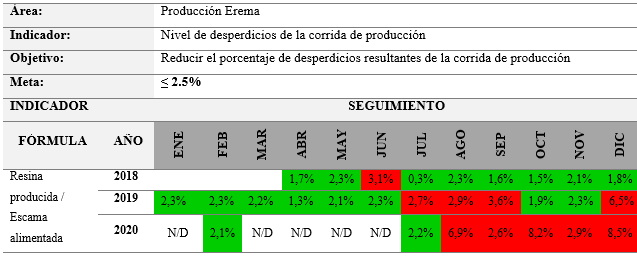 Área: Producción Erema
Indicador: Nivel de desperdicios de la corrida de producción
Objetivo: Reducir el porcentaje de desperdicios resultantes de la corrida de producción
Meta: ≤ 2.5%
INDICADOR SEGUIMIENTO
FÓRMULA AÑO ENE FEB MAR ABR MAY JUN JUL AGO SEP OCT NOV DIC
Resina 2018 1,7% 2,3% 3,1% 0,3% 2,3% 1,6% 1,5% 2,1% 1,8%
producida / 2019 2,3% 2,3% 2,2% 1,3% 2,1% 2,3% 2,7% 2,9% 3,6% 1,9% 2,3% 6,5%
Escama
alimentada 2020 N/D 2,1% N/D N/D N/D N/D 2,2% 6,9% 2,6% 8,2% 2,9% 8,5%